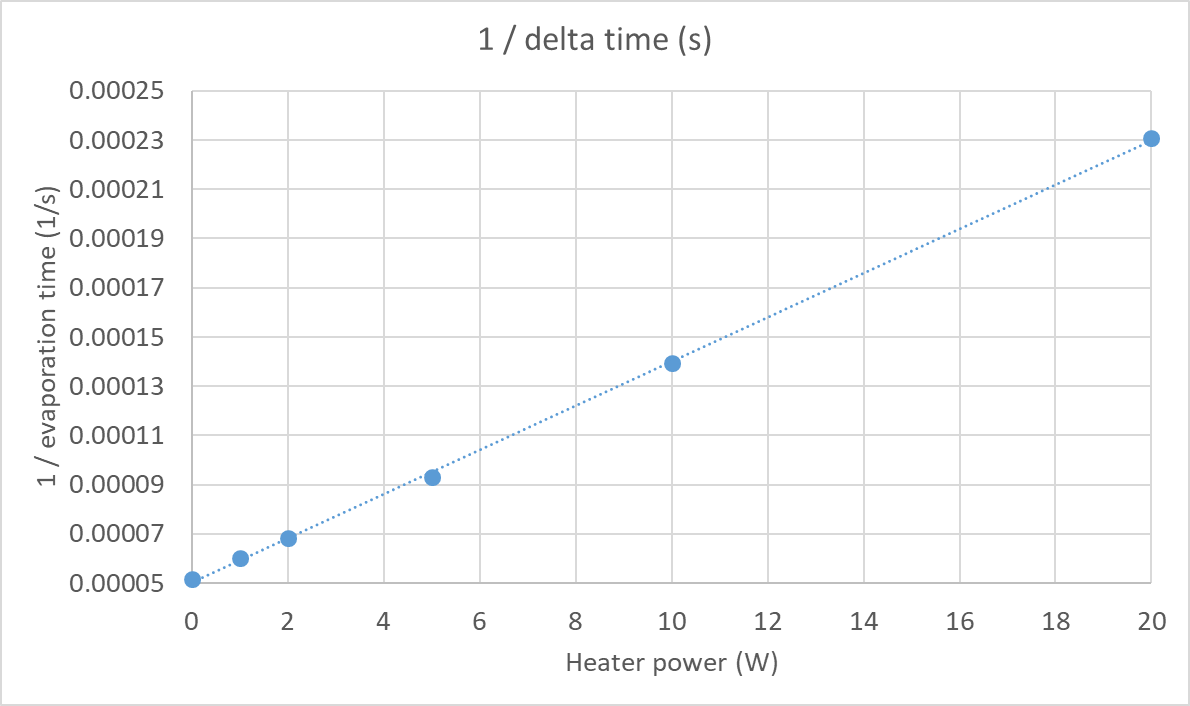 1 / delta time (s)
1 / evaporation time (1/s)
0.00025
0.00023
0.00021
0.00019
0.00017
0.00015
0.00013
0.00011
0.00009
0.00007
0.00005
0 2 4 6 8 10 12 14 16 18 20
Heater power (W)